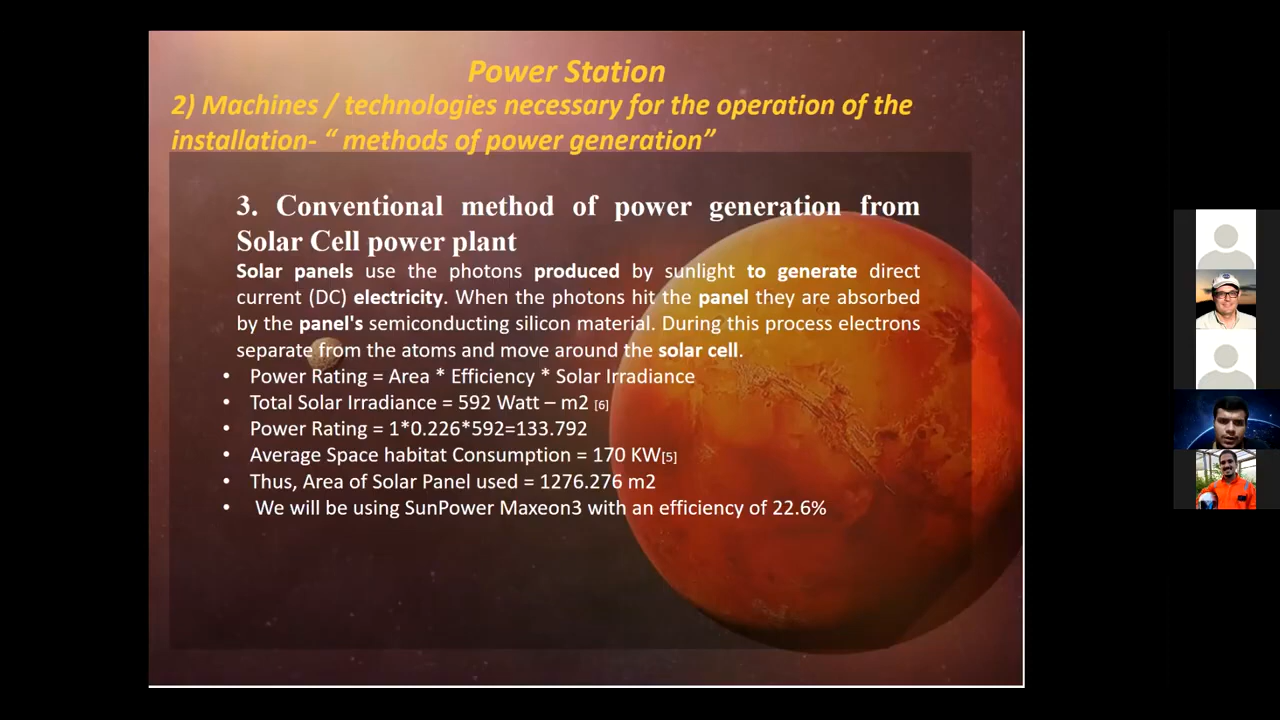 Power Station
2) Machines / technologies necessary for the operation of the
installation- “ methods of power generation”
3. Conventional method of power generation from
Solar Cell power plant
Solar panels use the photons produced by sunlight to generate direct
current (DC) electricity. When the photons hit the panel they are absorbed
by the panel's semiconducting silicon material. During this process electrons
separate from the atoms and move around the solar cell.
• Power Rating = Area * Efficiency * Solar Irradiance
• Total Solar Irradiance = 592 Watt – m2 [6]
• Power Rating = 1*0.226*592=133.792
• Average Space habitat Consumption = 170 KW[5]
• Thus, Area of Solar Panel used = 1276.276 m2
• We will be using SunPower Maxeon3 with an efficiency of 22.6%